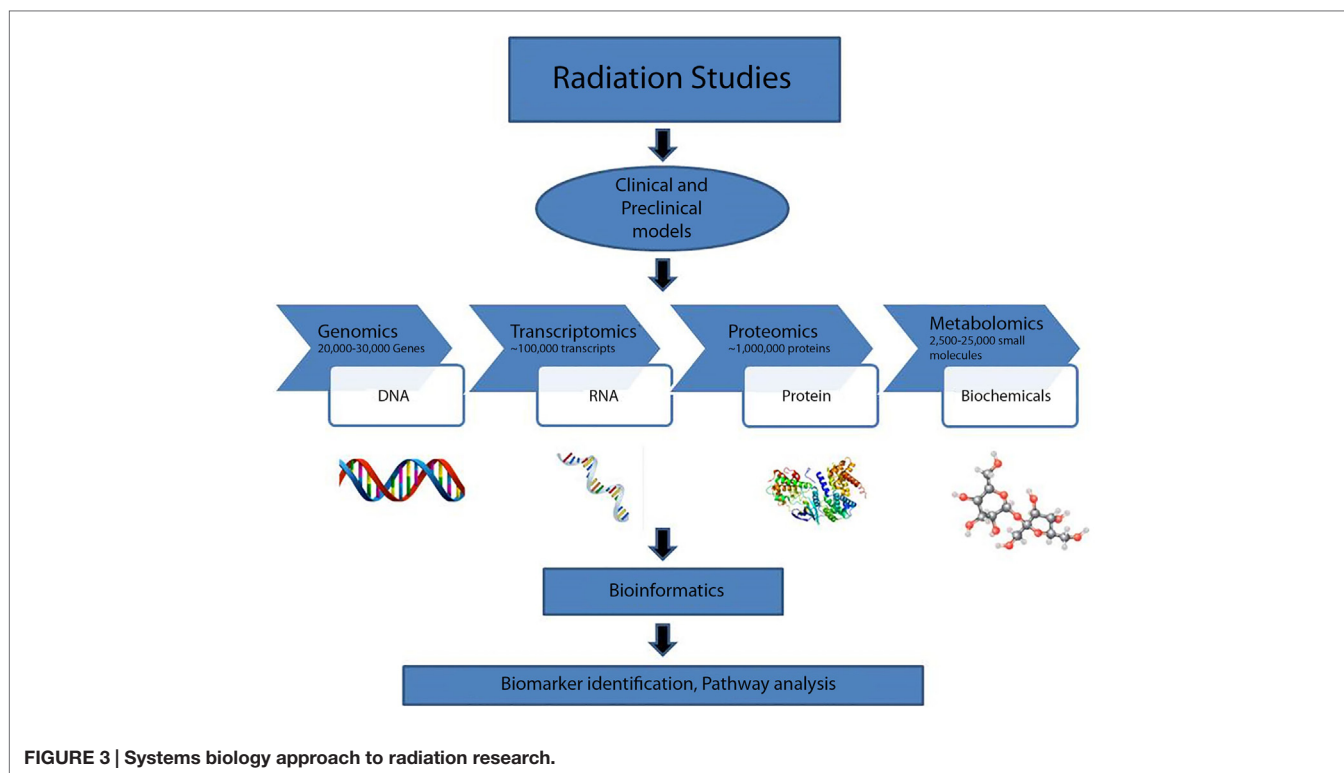 Radiation Studies
Clinical and
Preclinical
models
Genomics
20,000-30,000 Genes
DNA
Transcriptomics
~100,000 transcripts
RNA
Proteomics
~1,000,000 proteins
Protein
Metabolomics
2,500-25,000 small
molecules
Biochemicals
Bioinformatics
Biomarker identification, Pathway analysis
FIGURE 3 | Systems biology approach to radiation research.